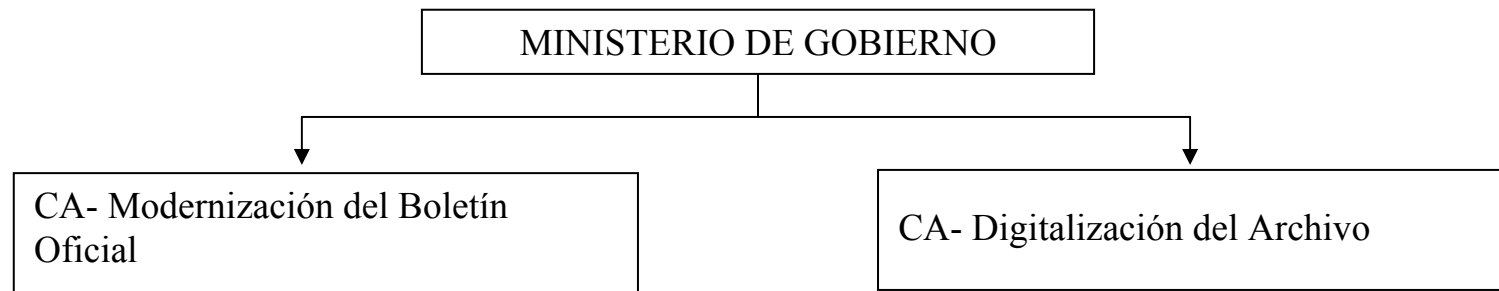 MINISTERIO DE GOBIERNO
CA- Modernización del Boletín
Oficial
CA- Digitalización del Archivo